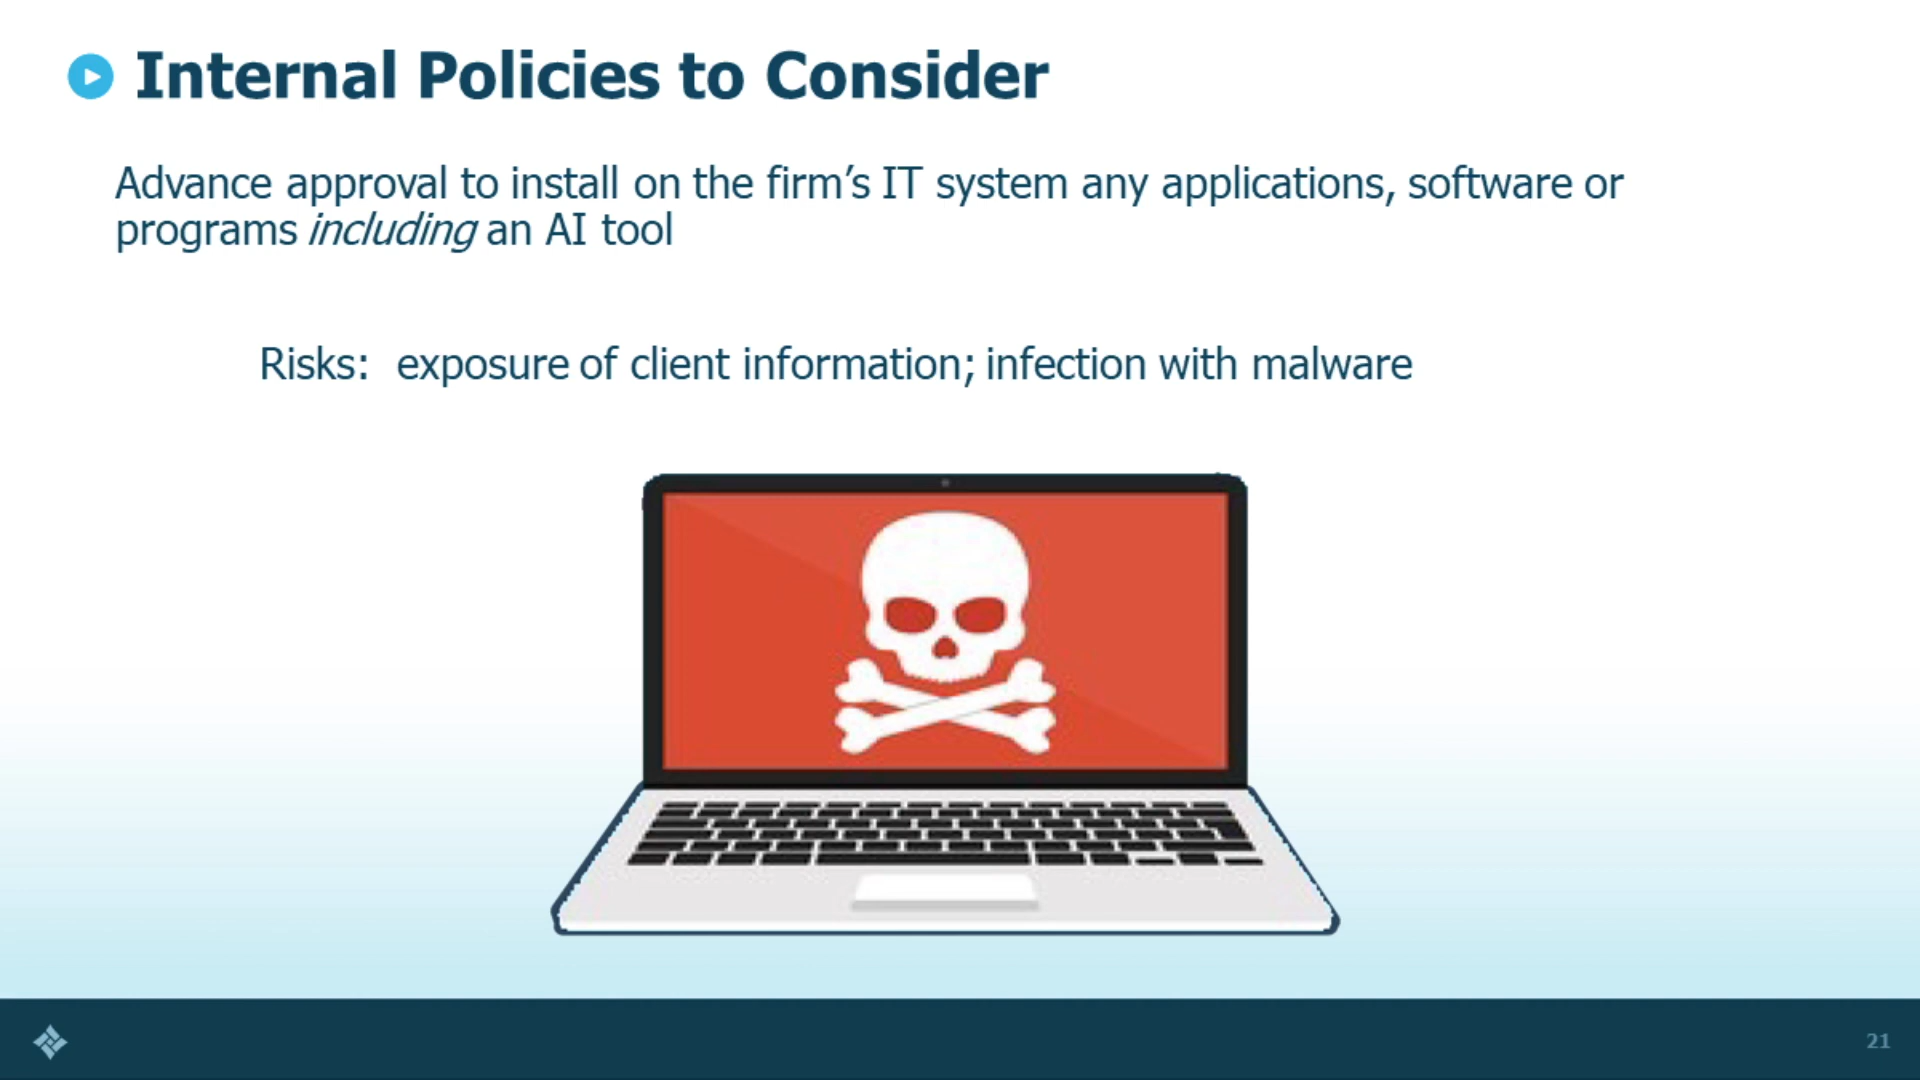 Internal Policies to Consider
Advance approval to install on the firm’s IT system any applications, software or
programs including an AI tool
Risks:  exposure of client information; infection with malware
21